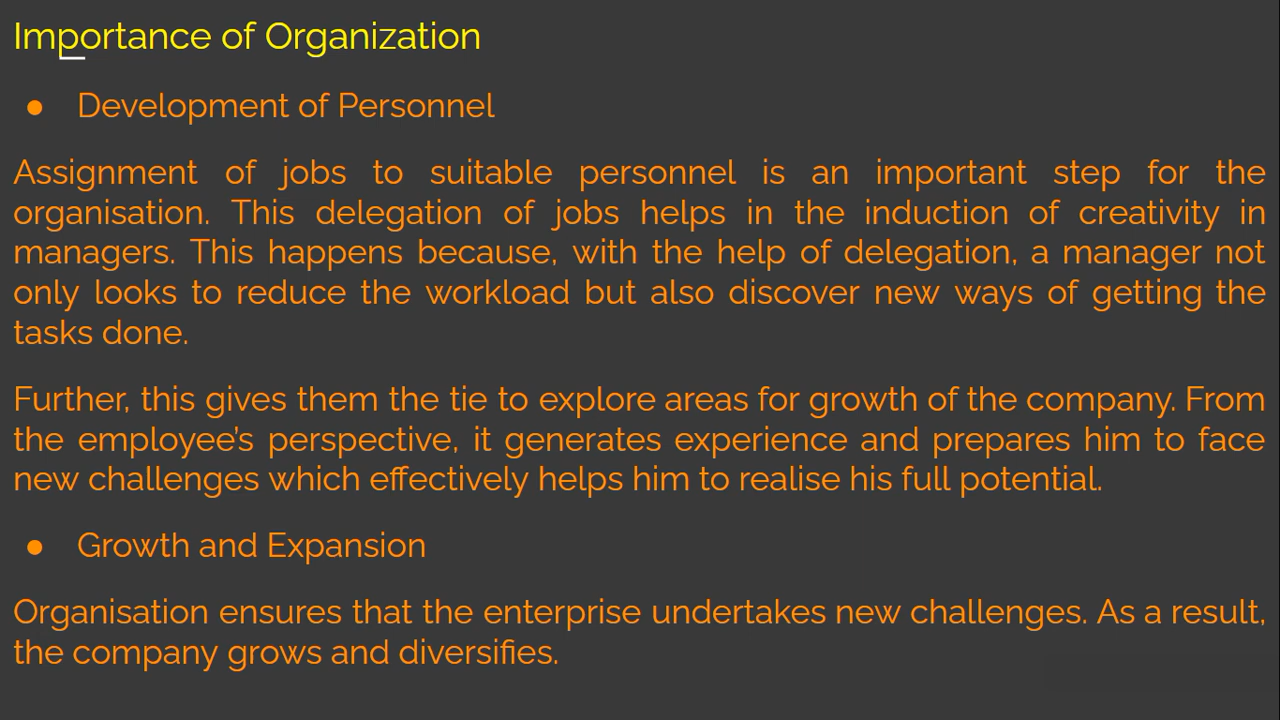 Importance of Organization
● Development of Personnel
Assignment of jobs to suitable personnel is an important step for the
organisation. This delegation of jobs helps in the induction of creativity in
managers. This happens because, with the help of delegation, a manager not
only looks to reduce the workload but also discover new ways of getting the
tasks done.
Further, this gives them the tie to explore areas for growth of the company. From
the employee’s perspective, it generates experience and prepares him to face
new challenges which effectively helps him to realise his full potential.
● Growth and Expansion
Organisation ensures that the enterprise undertakes new challenges. As a result,
the company grows and diversifies.